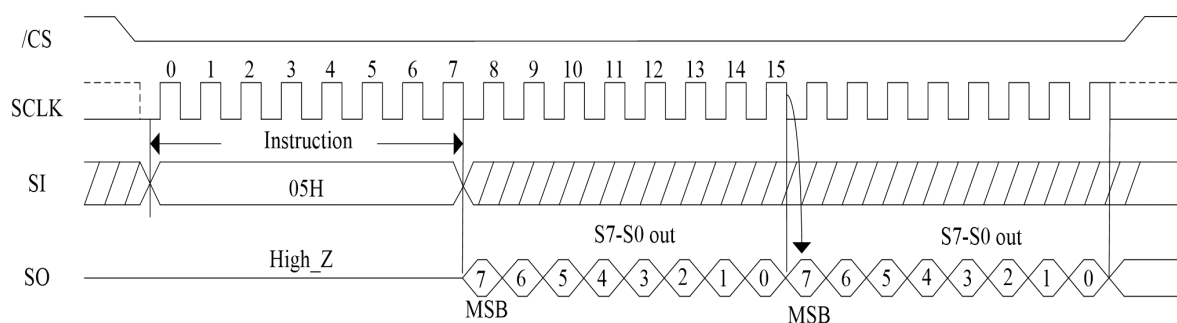 /CS
0 1 2 3 4 5 6 7 8 9 10 11 12 13 14 15
SCLK
Instruction
SI
05H
S7-S0 out S7-S0 out
High_Z
SO
7 6 5 4 3 2 1 0 7 6 5 4 3 2 1 0
MSB MSB